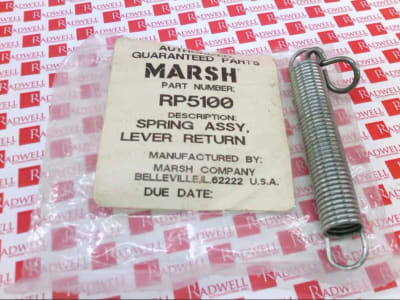 AUTHORIZED
GUARANTEED PARTS
MARSH®
PART NUMBER:
RP5100
DESCRIPTION:
SPRING ASSY,
LEVER RETURN
MANUFACTURED BY:
MARSH COMPANY
BELLEVILLE,IL.62222 U.S.A.
DUE DATE:
RADWELL